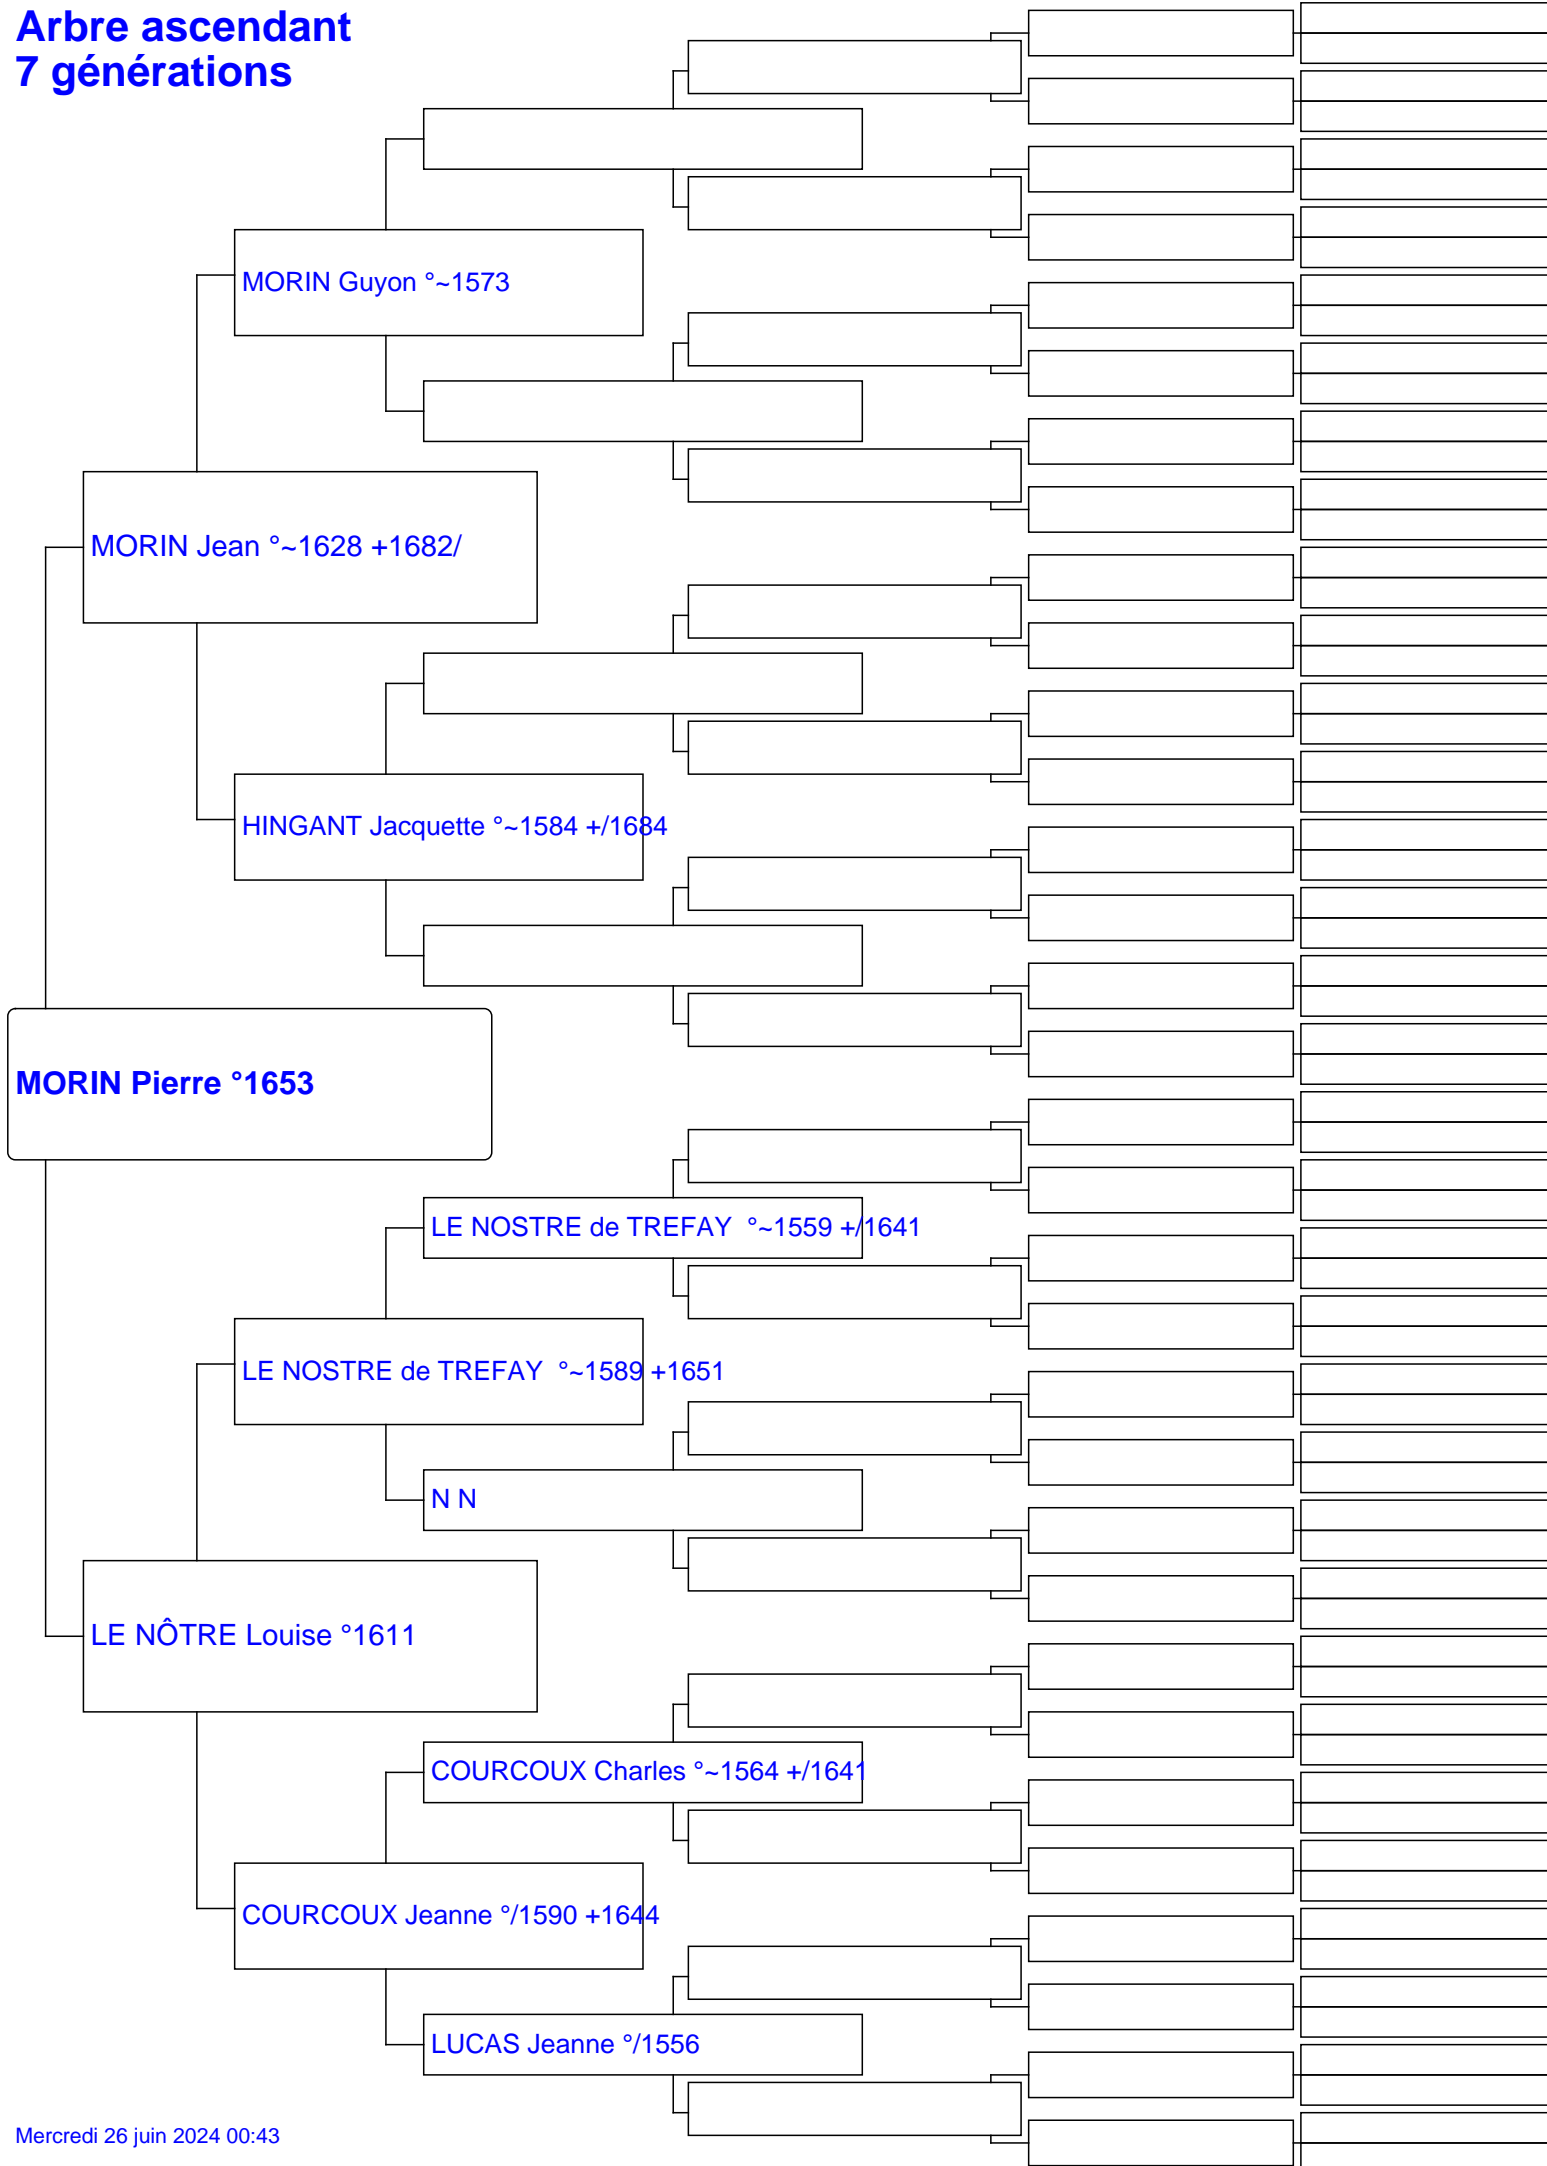 Arbre ascendant
7 générations
MORIN Guyon °~1573
MORIN Jean °~1628 +1682/
HINGANT Jacquette °~1584 +/1684
MORIN Pierre °1653
LE NOSTRE de TREFAY  °~1559 +/1641
LE NOSTRE de TREFAY  °~1589 +1651
N N
LE NÔTRE Louise °1611
COURCOUX Charles °~1564 +/1641
COURCOUX Jeanne °/1590 +1644
LUCAS Jeanne °/1556
Mercredi 26 juin 2024 00:43